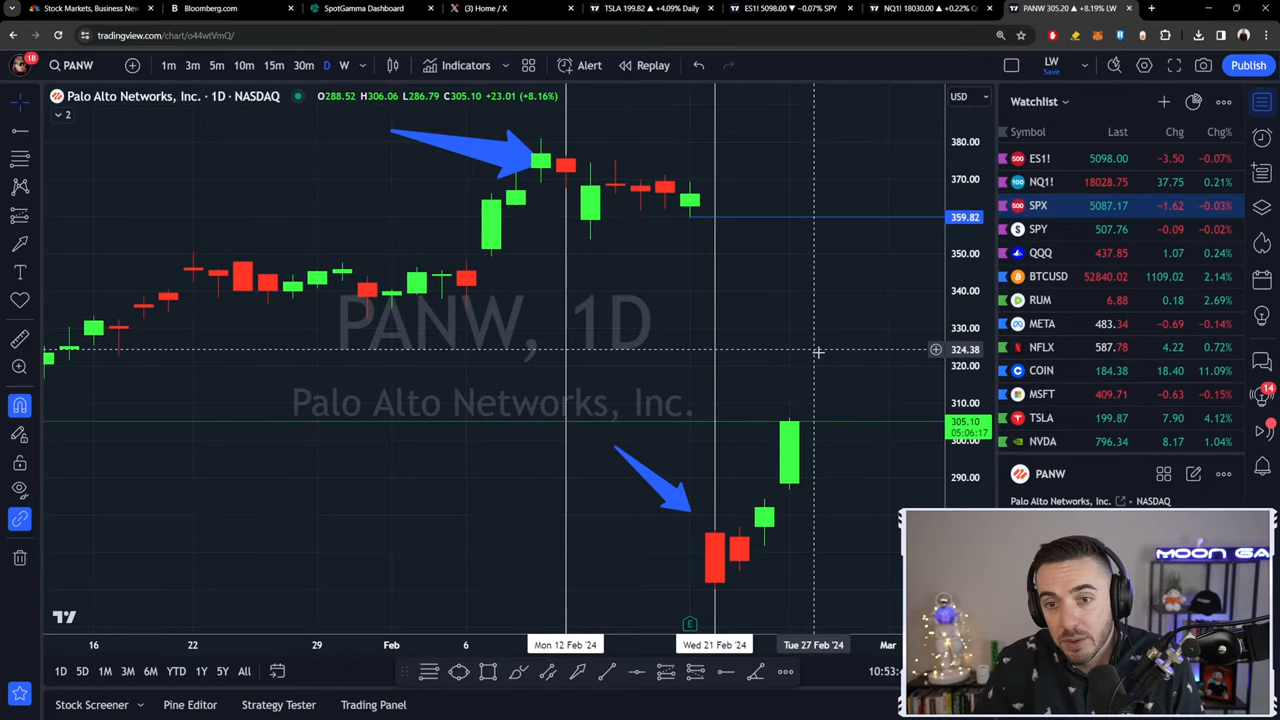 Stock Markets, Business New
Bloomberg.com
SpotGamma Dashboard
(3) Home / X
TSLA 199.82 ▲ +4.09% Daily
ES1! 5098.00 ▼ −0.07% SPY
NQ1! 18030.00 ▲ +0.22% Q
PANW 305.20 ▲ +8.19% LW
tradingview.com/chart/o44wtVmQ/
18
PANW
1m 3m 5m 10m 15m 30m D W
Indicators
Alert
Replay
LW
Save
Publish
Palo Alto Networks, Inc. · 1D · NASDAQ
O288.52 H306.06 L286.79 C305.10 +23.01 (+8.16%)
2
USD
380.00
370.00
359.82
350.00
340.00
330.00
324.38
320.00
310.00
305.10
05:06:17
300.00
290.00
PANW, 1D
Palo Alto Networks, Inc.
E
16
22
29
Feb
6
Mon 12 Feb '24
Wed 21 Feb '24
Tue 27 Feb '24
Mar
1D 5D 1M 3M 6M YTD 1Y 5Y All
10:53:4
Stock Screener
Pine Editor
Strategy Tester
Trading Panel
Watchlist
Symbol Last Chg Chg%
500 ES1! 5098.00 −3.50 −0.07%
100 NQ1! 18028.75 37.75 0.21%
500 SPX 5087.17 −1.62 −0.03%
SPY 507.76 −0.09 −0.02%
QQQ 437.85 1.07 0.24%
BTCUSD 52840.02 1109.02 2.14%
RUM 6.88 0.18 2.69%
META 483.34 −0.69 −0.14%
NFLX 587.78 4.22 0.72%
COIN 184.38 18.40 11.09%
MSFT 409.71 −0.63 −0.15%
TSLA 199.87 7.90 4.12%
NVDA 796.34 8.17 1.04%
PANW
Palo Alto Networks, Inc.
NASDAQ
14
MOON GA